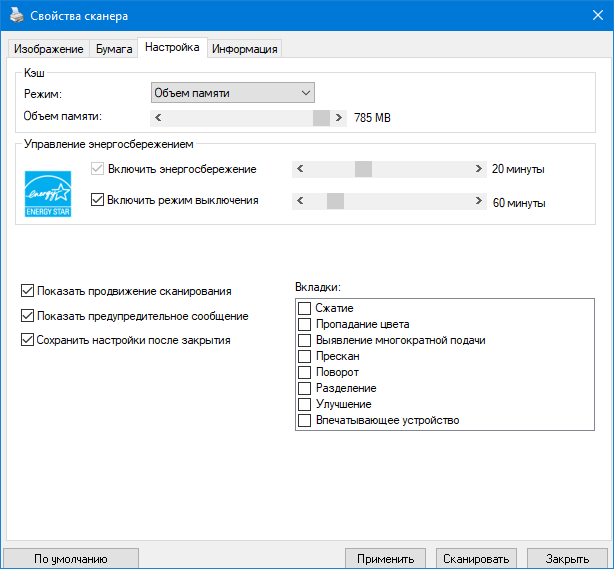 Свойства сканера
Изображение Бумага Настройка Информация
Кэш
Режим: Объем памяти
Объем памяти: 785 MB
Управление энергосбережением
Включить энергосбережение 20 минуты
Включить режим выключения 60 минуты
energy
ENERGY STAR
Показать продвижение сканирования
Показать предупредительное сообщение
Сохранить настройки после закрытия
Вкладки:
Сжатие
Пропадание цвета
Выявление многократной подачи
Прескан
Поворот
Разделение
Улучшение
Впечатывающее устройство
По умолчанию Применить Сканировать Закрыть